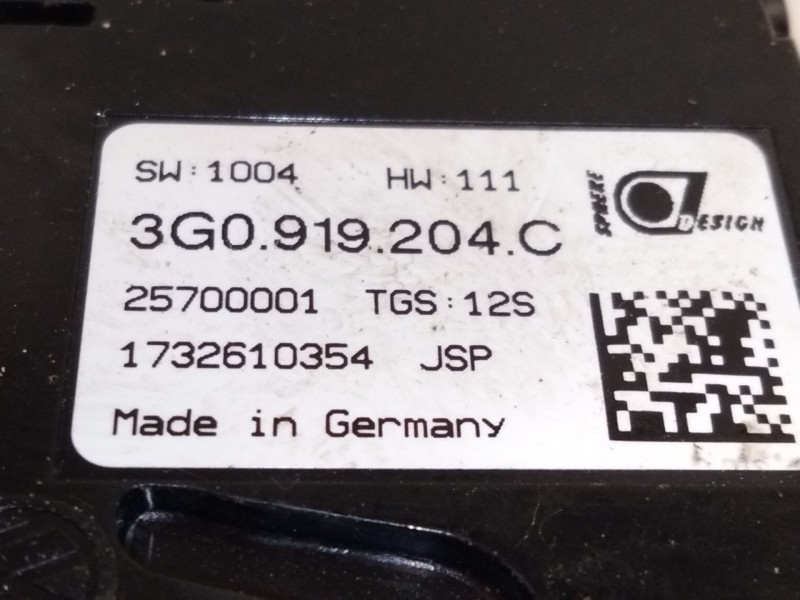 SW:1004 HW:111
3G0.919.204.C
SPHERE DESIGN
25700001 TGS:12S
1732610354 JSP
Made in Germany